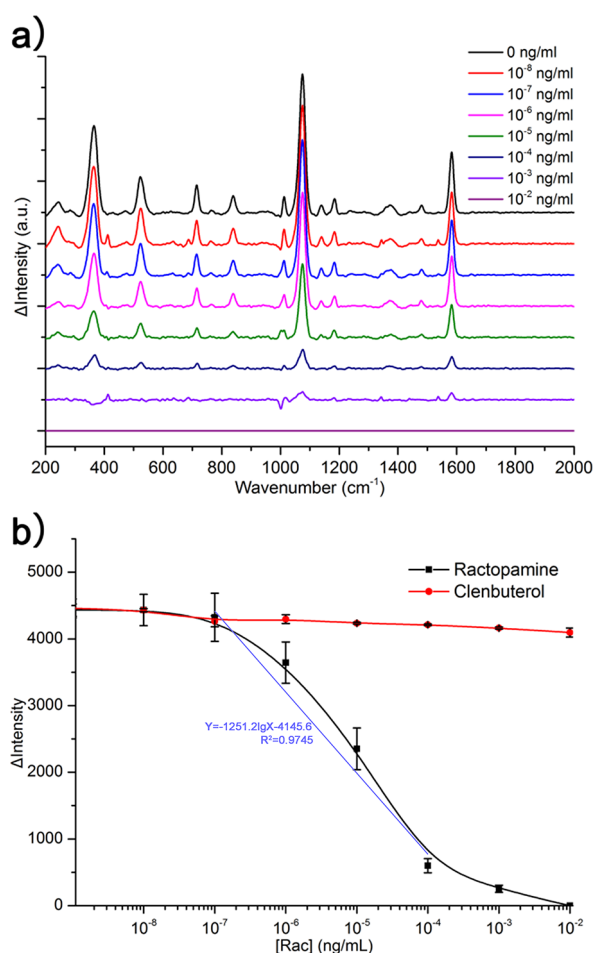 a)
0 ng/ml
10⁻⁸ ng/ml
10⁻⁷ ng/ml
10⁻⁶ ng/ml
10⁻⁵ ng/ml
10⁻⁴ ng/ml
10⁻³ ng/ml
10⁻² ng/ml
ΔIntensity (a.u.)
200 400 600 800 1000 1200 1400 1600 1800 2000
Wavenumber (cm⁻¹)
b)
Ractopamine
Clenbuterol
5000
4000
3000
2000
1000
0
ΔIntensity
Y=-1251.2lgX-4145.6
R²=0.9745
10⁻⁸ 10⁻⁷ 10⁻⁶ 10⁻⁵ 10⁻⁴ 10⁻³ 10⁻²
[Rac] (ng/mL)